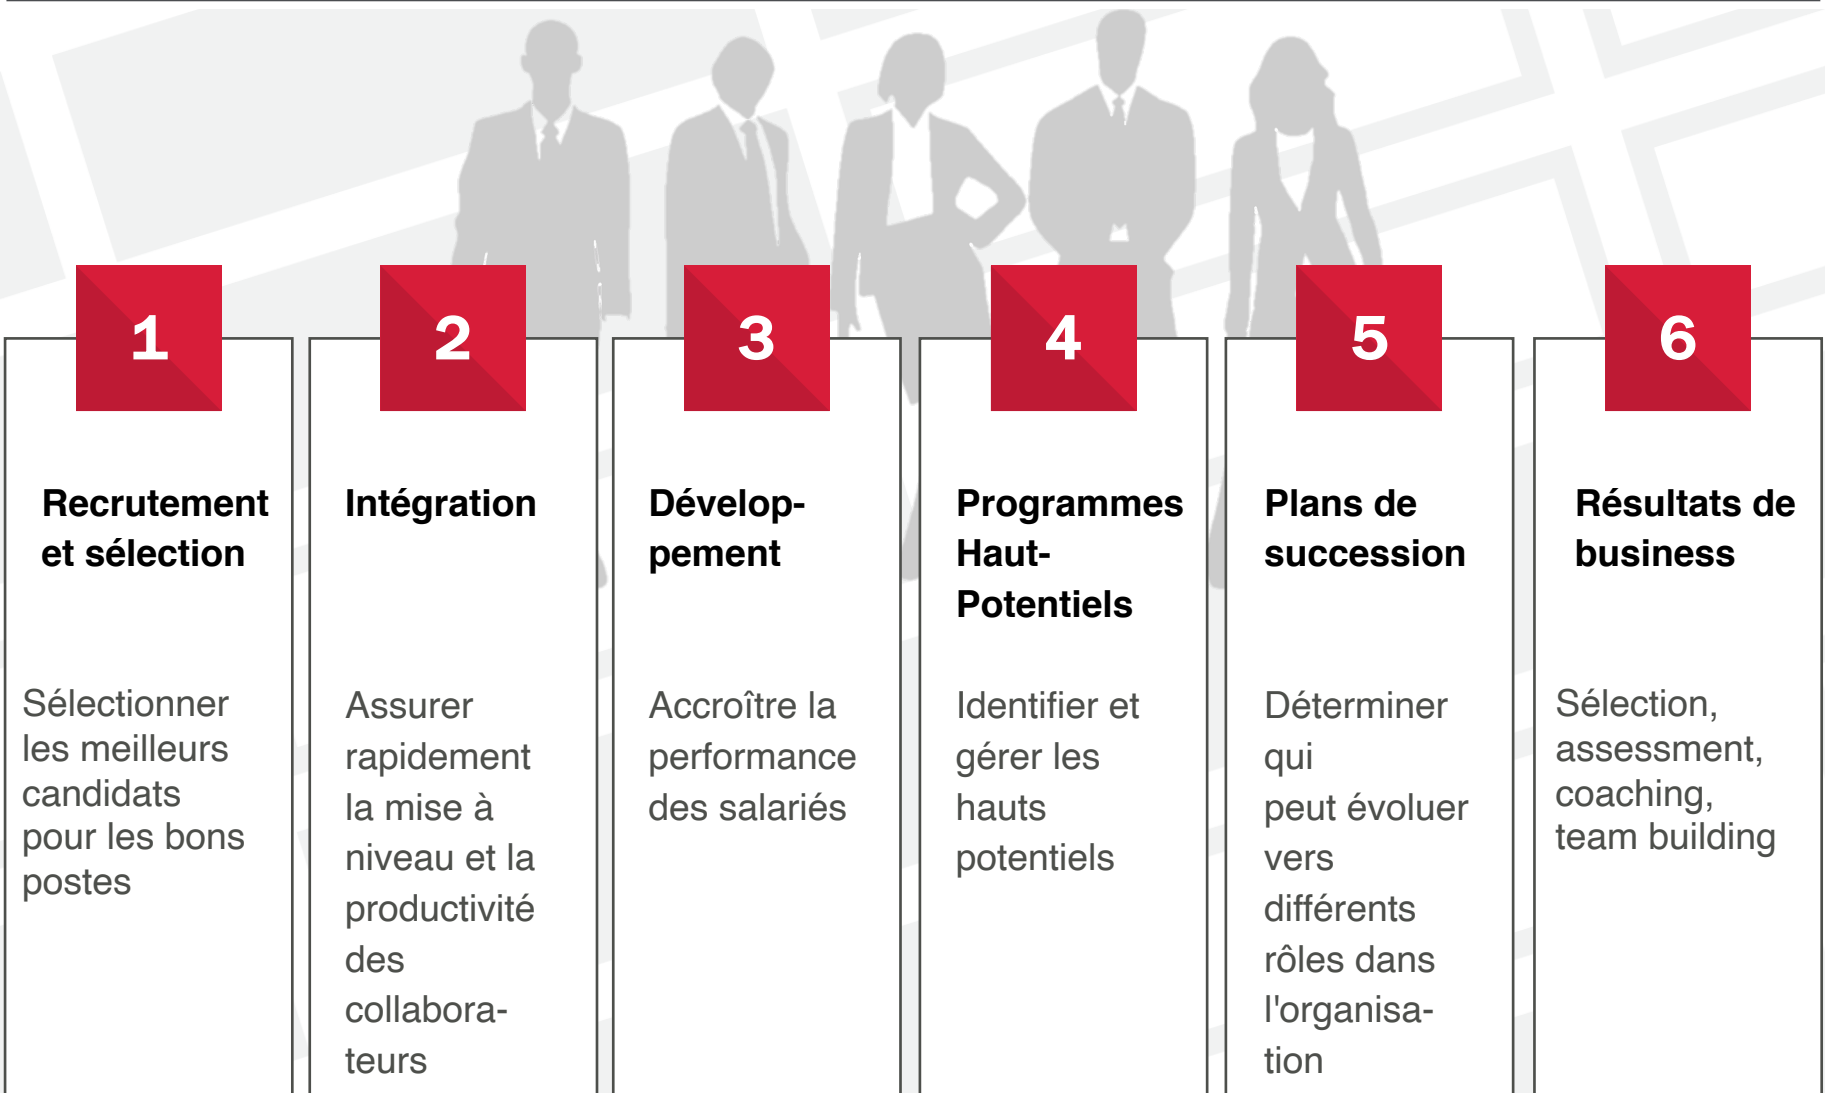 1
Recrutement
et sélection
Sélectionner
les meilleurs
candidats
pour les bons
postes
2
Intégration
Assurer
rapidement
la mise à
niveau et la
productivité
des
collabora-
teurs
3
Dévelop-
pement
Accroître la
performance
des salariés
4
Programmes
Haut-
Potentiels
Identifier et
gérer les
hauts
potentiels
5
Plans de
succession
Déterminer
qui
peut évoluer
vers
différents
rôles dans
l'organisa-
tion
6
Résultats de
business
Sélection,
assessment,
coaching,
team building